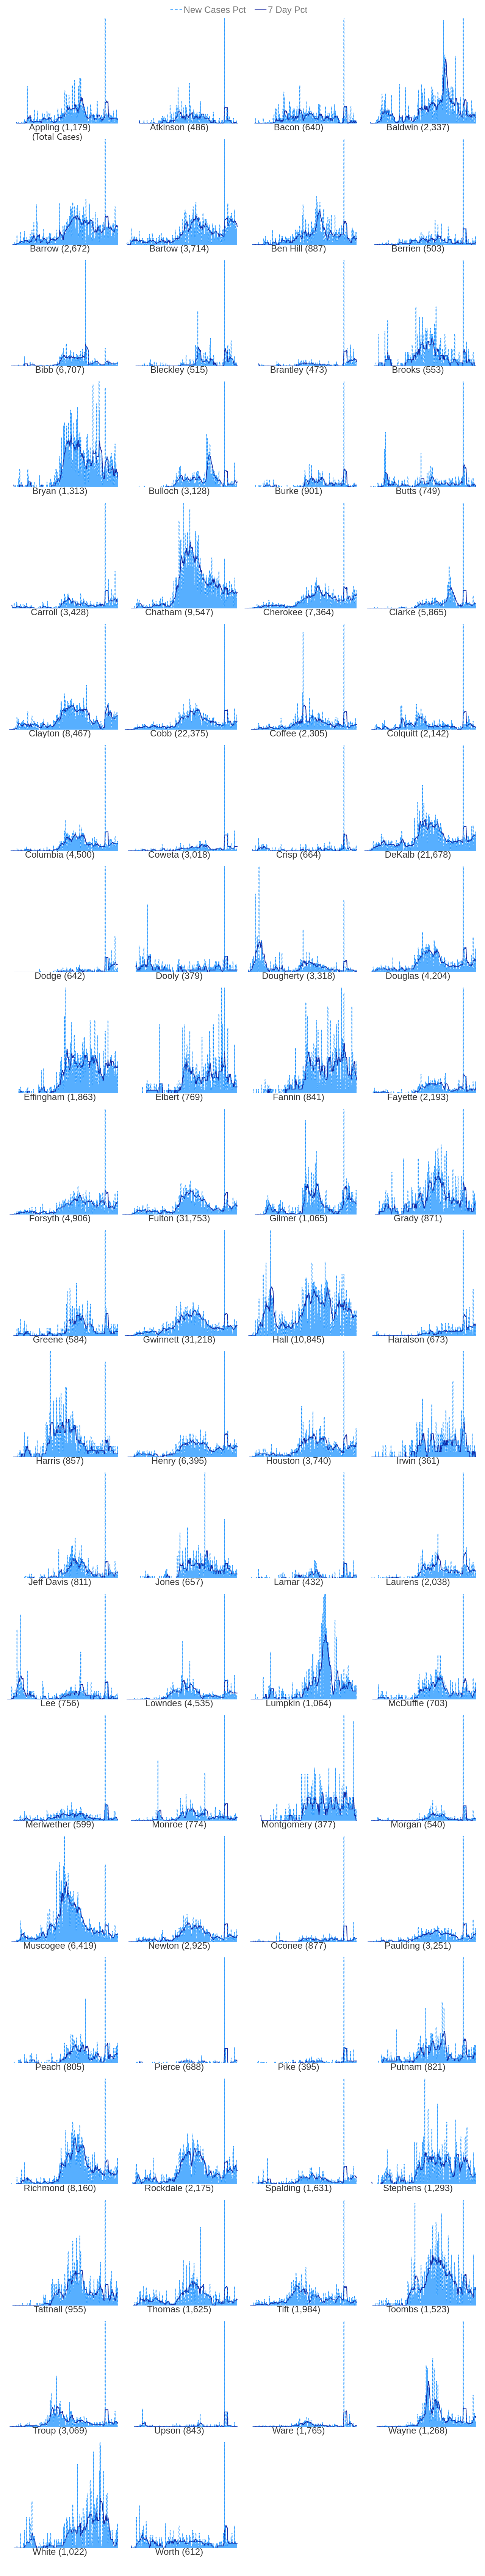 New Cases Pct 7 Day Pct
Appling (1,179) Atkinson (486) Bacon (640) Baldwin (2,337)
(Total Cases)
Barrow (2,672) Bartow (3,714) Ben Hill (887) Berrien (503)
Bibb (6,707) Bleckley (515) Brantley (473) Brooks (553)
Bryan (1,313) Bulloch (3,128) Burke (901) Butts (749)
Carroll (3,428) Chatham (9,547) Cherokee (7,364) Clarke (5,865)
Clayton (8,467) Cobb (22,375) Coffee (2,305) Colquitt (2,142)
Columbia (4,500) Coweta (3,018) Crisp (664) DeKalb (21,678)
Dodge (642) Dooly (379) Dougherty (3,318) Douglas (4,204)
Effingham (1,863) Elbert (769) Fannin (841) Fayette (2,193)
Forsyth (4,906) Fulton (31,753) Gilmer (1,065) Grady (871)
Greene (584) Gwinnett (31,218) Hall (10,845) Haralson (673)
Harris (857) Henry (6,395) Houston (3,740) Irwin (361)
Jeff Davis (811) Jones (657) Lamar (432) Laurens (2,038)
Lee (756) Lowndes (4,535) Lumpkin (1,064) McDuffie (703)
Meriwether (599) Monroe (774) Montgomery (377) Morgan (540)
Muscogee (6,419) Newton (2,925) Oconee (877) Paulding (3,251)
Peach (805) Pierce (688) Pike (395) Putnam (821)
Richmond (8,160) Rockdale (2,175) Spalding (1,631) Stephens (1,293)
Tattnall (955) Thomas (1,625) Tift (1,984) Toombs (1,523)
Troup (3,069) Upson (843) Ware (1,765) Wayne (1,268)
White (1,022) Worth (612)